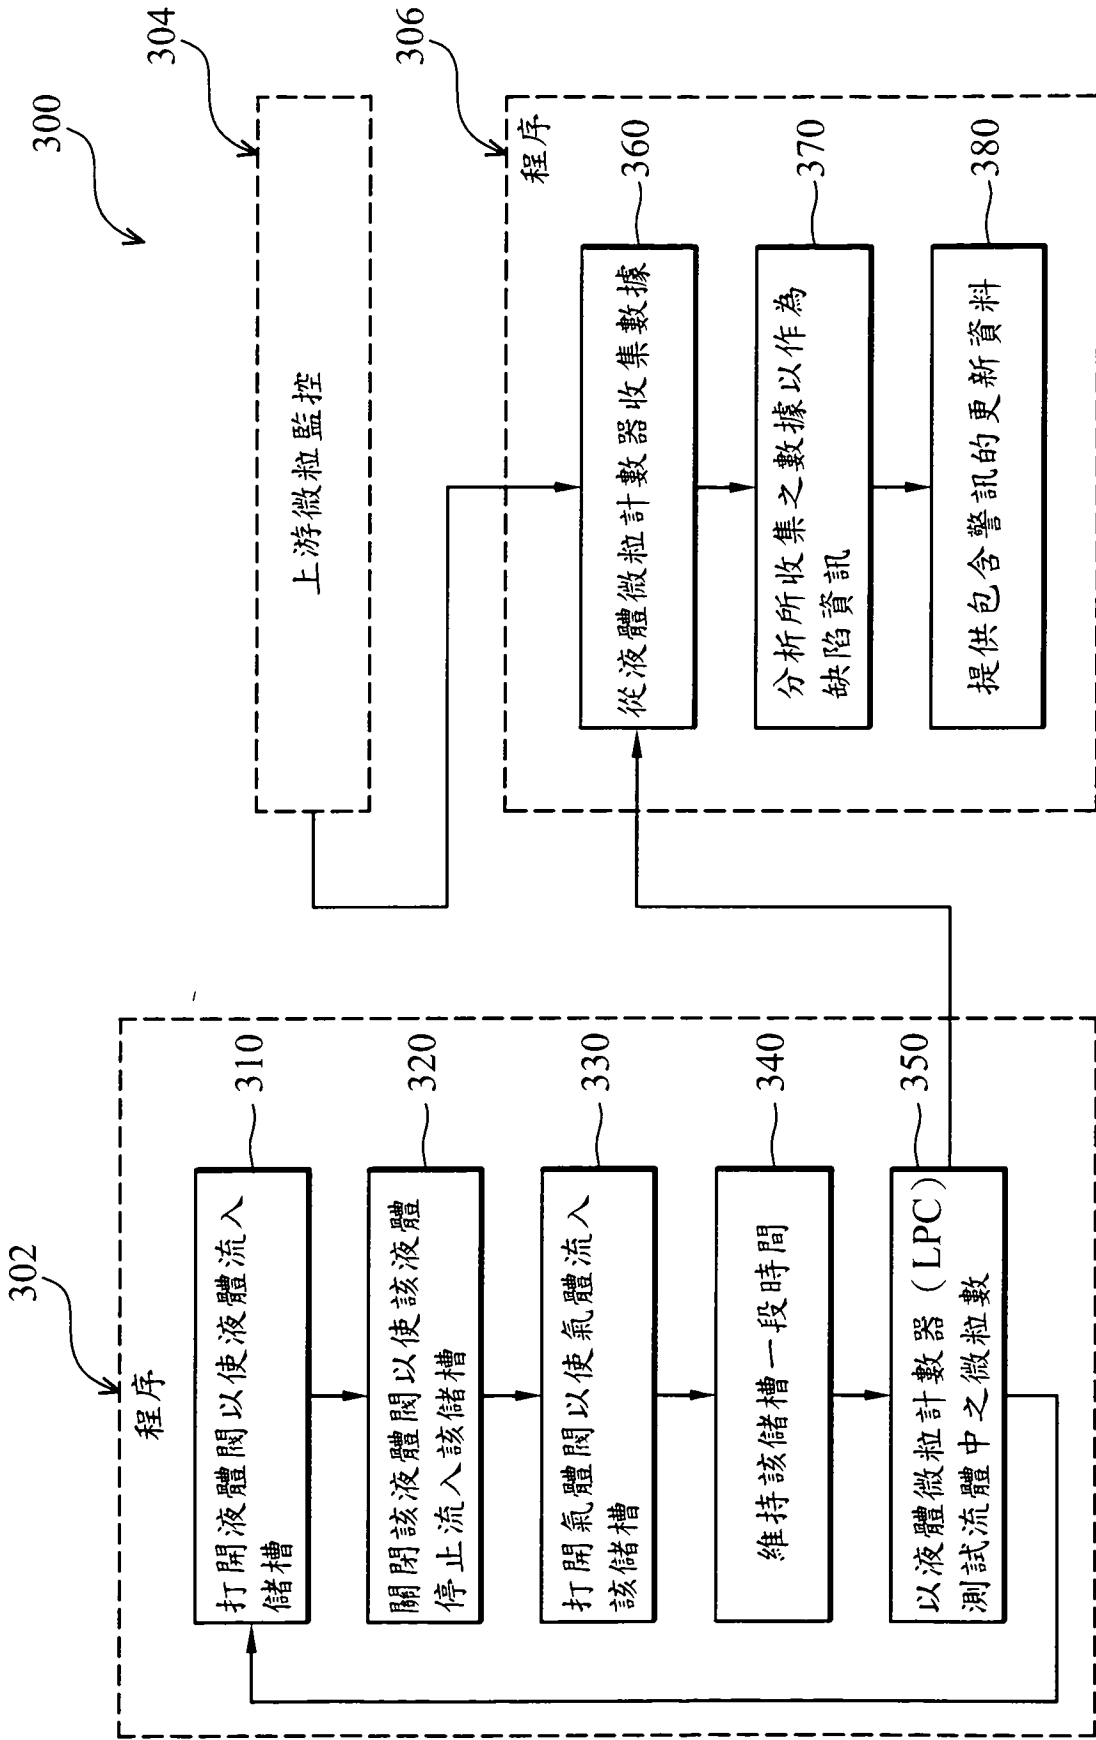 300
302
程序
打開液體閥以使液體流入
儲槽
310
關閉該液體閥以使該液體
停止流入該儲槽
320
打開氣體閥以使氣體流入
該儲槽
330
維持該儲槽一段時間
340
以液體微粒計數器(LPC)
測試流體中之微粒數
350
304
上游微粒監控
306
程序
從液體微粒計數器收集數據
360
分析所收集之數據以作為
缺陷資訊
370
提供包含警訊的更新資料
380